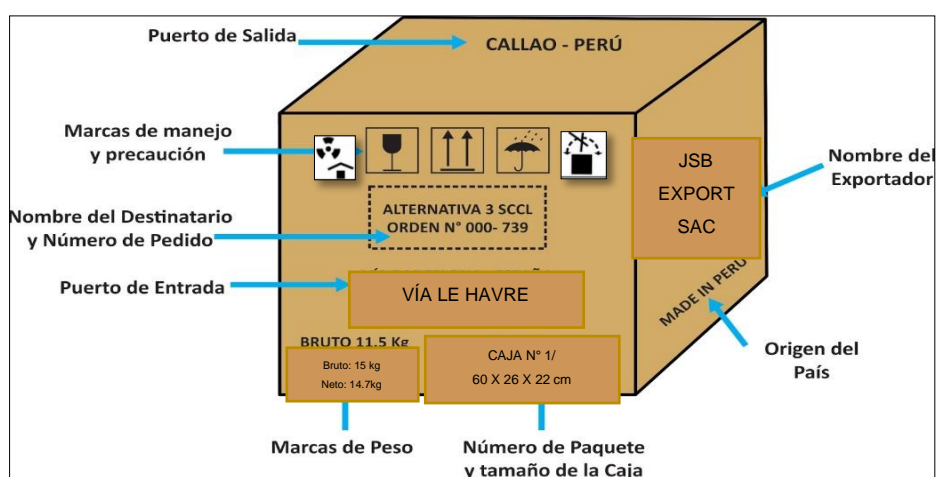 Puerto de Salida
CALLAO - PERÚ
Marcas de manejo
y precaución
JSB
EXPORT
SAC
Nombre del
Exportador
Nombre del Destinatario
y Número de Pedido
ALTERNATIVA 3 SCCL
ORDEN N° 000- 739
Puerto de Entrada
VÍA LE HAVRE
MADE IN PERU
BRUTO 11.5 Kg
Bruto: 15 kg
Neto: 14.7kg
CAJA N° 1/
60 X 26 X 22 cm
Origen del
País
Marcas de Peso
Número de Paquete
y tamaño de la Caja